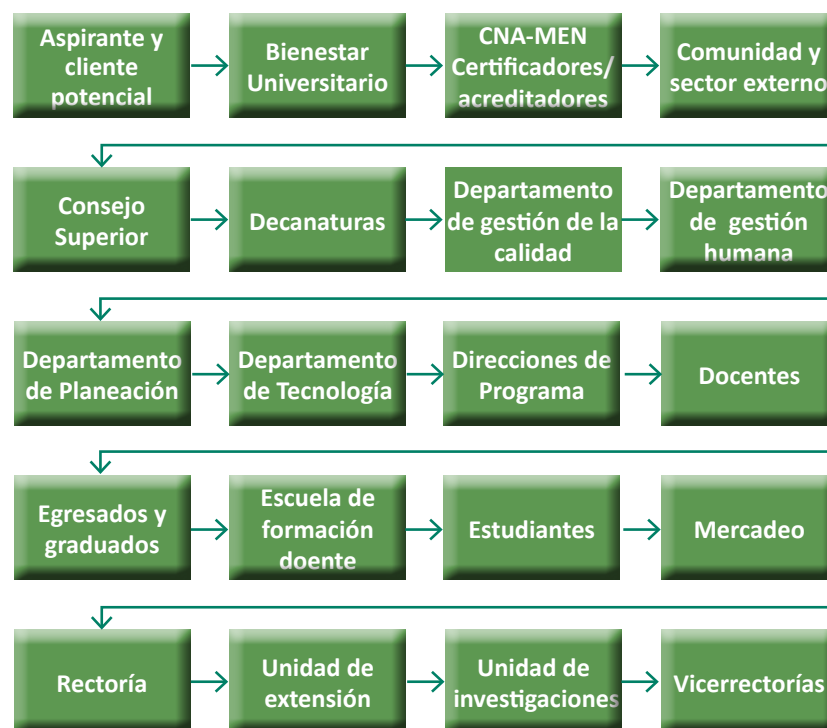 Aspirante y
cliente
potencial
Bienestar
Universitario
CNA-MEN
Certificadores/
acreditadores
Comunidad y
sector externo
Consejo
Superior
Decanaturas
Departamento
de gestión de la
calidad
Departamento
de gestión
humana
Departamento
de Planeación
Departamento
de Tecnología
Direcciones de
Programa
Docentes
Egresados y
graduados
Escuela de
formación
doente
Estudiantes
Mercadeo
Rectoría
Unidad de
extensión
Unidad de
investigaciones
Vicerrectorías